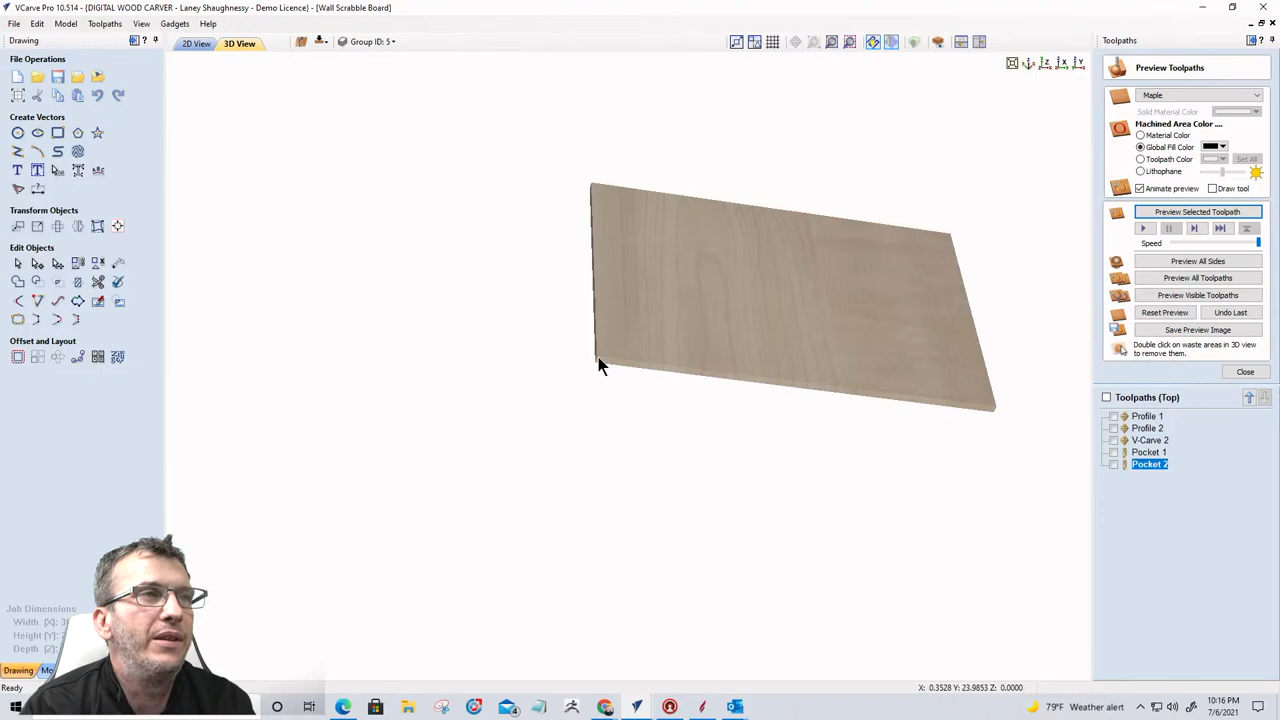 VCarve Pro 10.514 - {DIGITAL WOOD CARVER - Laney Shaughnessy - Demo Licence} - [Wall Scrabble Board]
File Edit Model Toolpaths View Gadgets Help
Drawing
2D View 3D View Group ID: 5
Toolpaths
File Operations
Create Vectors
Transform Objects
Edit Objects
Offset and Layout
Job Dimensions
Width [X]:
Height [Y]:
Depth [Z]:
Drawing
Ready
Preview Toolpaths
Maple
Solid Material Color
Machined Area Color ....
Material Color
Global Fill Color
Toolpath Color Set All
Lithophane
Animate preview Draw tool
Preview Selected Toolpath
Speed
Preview All Sides
Preview All Toolpaths
Preview Visible Toolpaths
Reset Preview Undo Last
Save Preview Image
Double click on waste areas in 3D view
to remove them.
Close
Toolpaths (Top)
Profile 1
Profile 2
V-Carve 2
Pocket 1
Pocket 2
X: 0.3528 Y: 23.9853 Z: 0.0000
79°F Weather alert
10:16 PM
7/6/2021